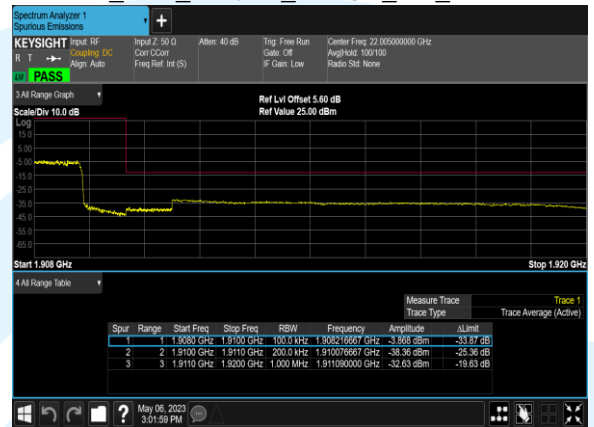 Spectrum Analyzer 1
Spurious Emissions
+
KEYSIGHT Input: RF Input Z: 50 Ω Atten: 40 dB Trig: Free Run Center Freq: 22.005000000 GHz
R T Coupling: DC Corr CCorr Gate: Off Avg|Hold: 100/100
Align: Auto Freq Ref: Int (S) IF Gain: Low Radio Std: None
LV PASS
3 All Range Graph
Ref Lvl Offset 5.60 dB
Scale/Div 10.0 dB Ref Value 25.00 dBm
Log
15.0
5.00
-5.00
-15.0
-25.0
-35.0
-45.0
-55.0
-65.0
Start 1.908 GHz Stop 1.920 GHz
4 All Range Table
Measure Trace Trace 1
Trace Type Trace Average (Active)
Spur Range Start Freq Stop Freq RBW Frequency Amplitude ΔLimit
1 1 1.9080 GHz 1.9100 GHz 100.0 kHz 1.908216667 GHz -3.868 dBm -33.87 dB
2 2 1.9100 GHz 1.9110 GHz 200.0 kHz 1.910076667 GHz -38.36 dBm -25.36 dB
3 3 1.9110 GHz 1.9200 GHz 1.000 MHz 1.911090000 GHz -32.63 dBm -19.63 dB
? May 06, 2023
3:01:59 PM